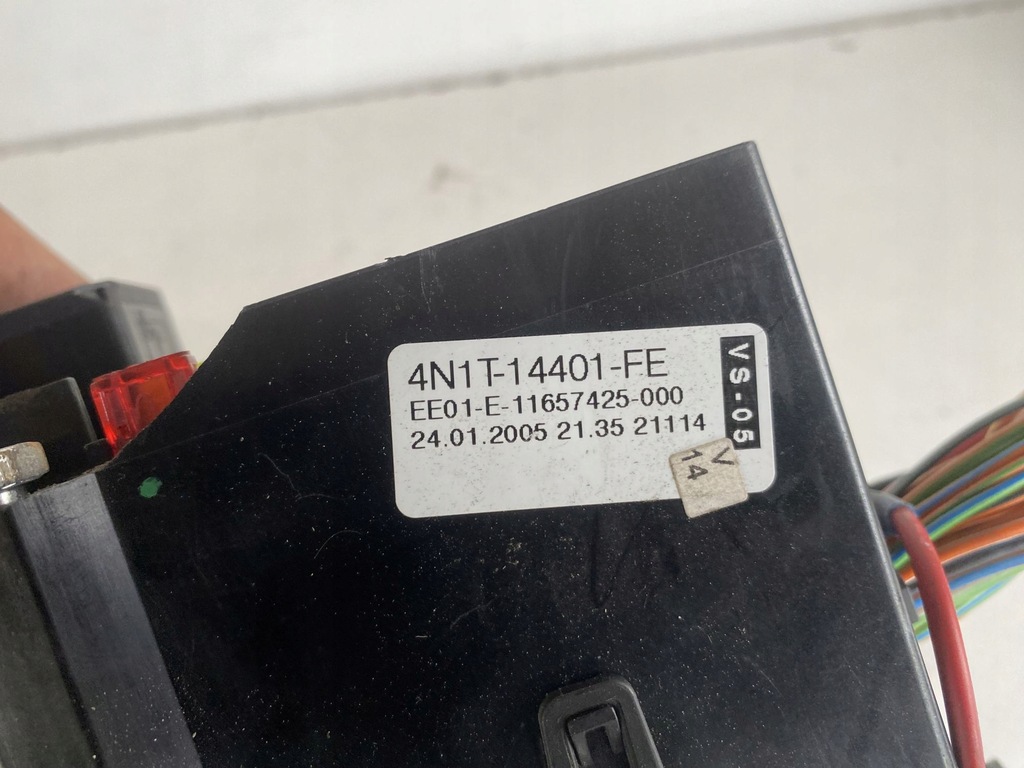 4N1T-14401-FE
EE01-E-11657425-000
24.01.2005 21.35 21114
VS-05
V
14